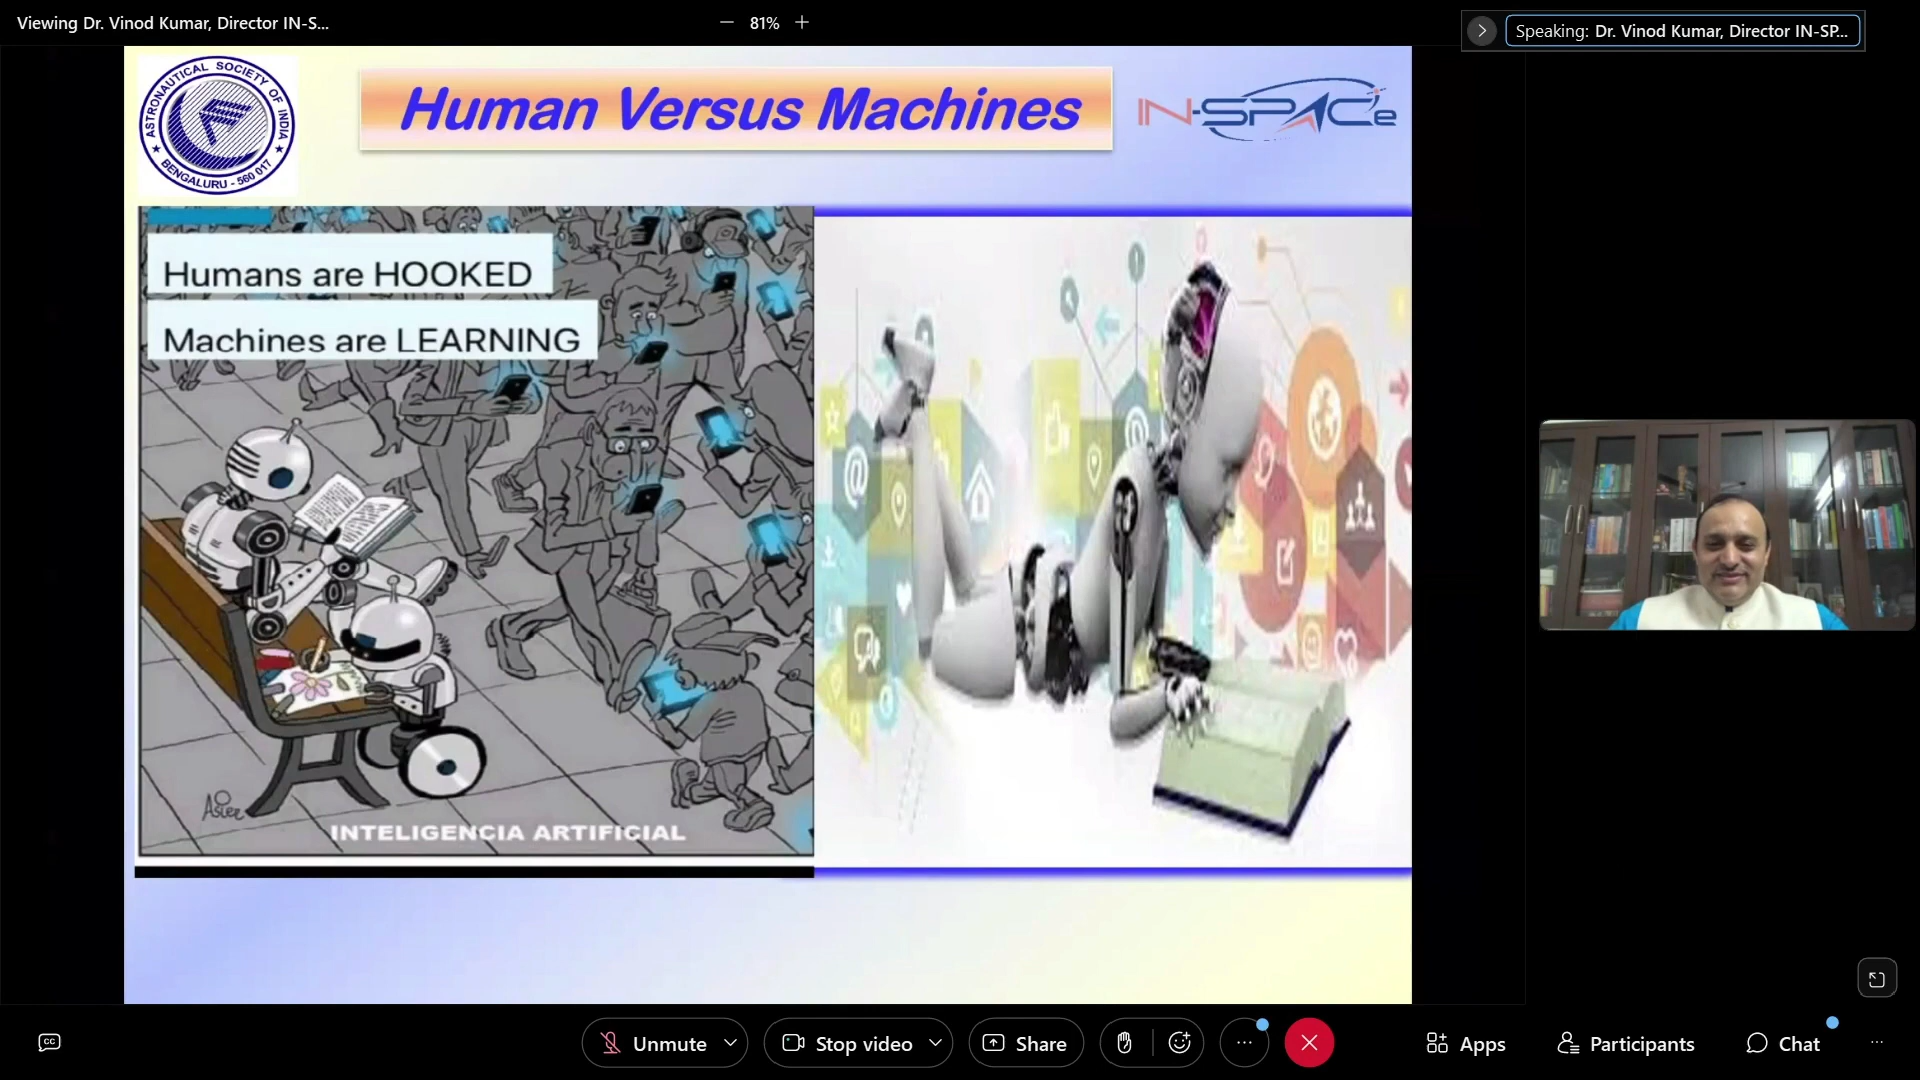 Viewing Dr. Vinod Kumar, Director IN-S...
81%
Speaking: Dr. Vinod Kumar, Director IN-SP...
ASTRONAUTICAL SOCIETY OF INDIA
BENGALURU - 560 017
Human Versus Machines
IN-SPACe
Humans are HOOKED
Machines are LEARNING
Asier
INTELIGENCIA ARTIFICIAL
CC
Unmute
Stop video
Share
Apps
Participants
Chat